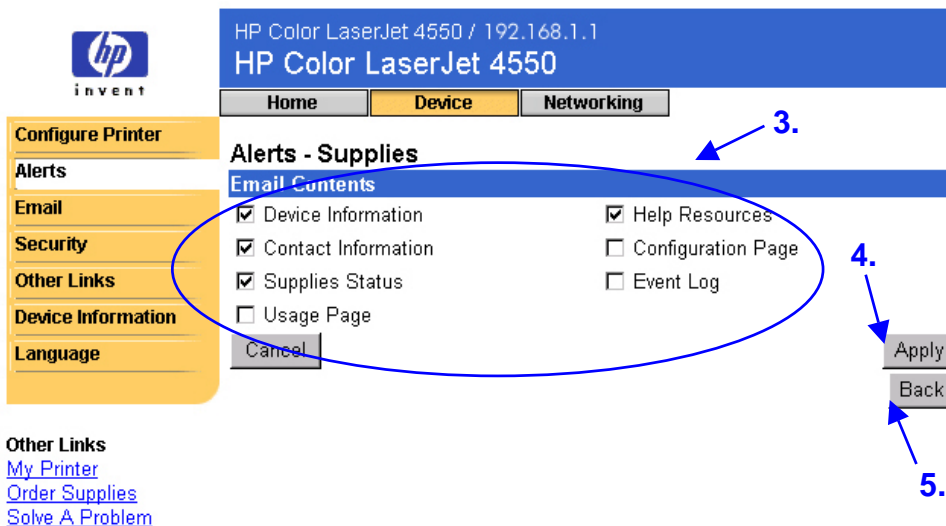 hp
invent
HP Color LaserJet 4550 / 192.168.1.1
HP Color LaserJet 4550
Home
Device
Networking
Configure Printer
Alerts
Email
Security
Other Links
Device Information
Language
Other Links
My Printer
Order Supplies
Solve A Problem
3.
Alerts - Supplies
Email Contents
Device Information
Help Resources
Contact Information
Configuration Page
Supplies Status
Event Log
Usage Page
Cancel
4.
Apply
Back
5.